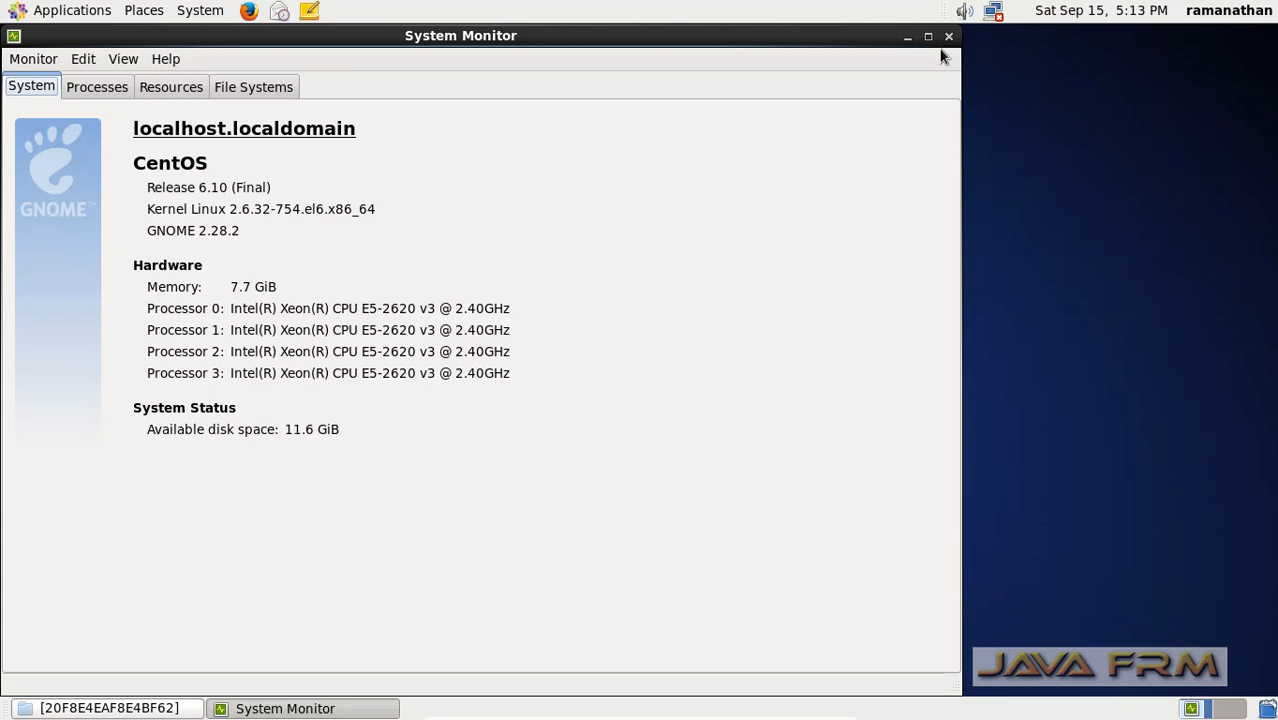 Applications Places System Sat Sep 15, 5:13 PM ramanathan
System Monitor
Monitor Edit View Help
System Processes Resources File Systems
localhost.localdomain
CentOS
GNOME™
Release 6.10 (Final)
Kernel Linux 2.6.32-754.el6.x86_64
GNOME 2.28.2
Hardware
Memory: 7.7 GiB
Processor 0: Intel(R) Xeon(R) CPU E5-2620 v3 @ 2.40GHz
Processor 1: Intel(R) Xeon(R) CPU E5-2620 v3 @ 2.40GHz
Processor 2: Intel(R) Xeon(R) CPU E5-2620 v3 @ 2.40GHz
Processor 3: Intel(R) Xeon(R) CPU E5-2620 v3 @ 2.40GHz
System Status
Available disk space: 11.6 GiB
JAVA FRM
[20F8E4EAF8E4BF62] System Monitor